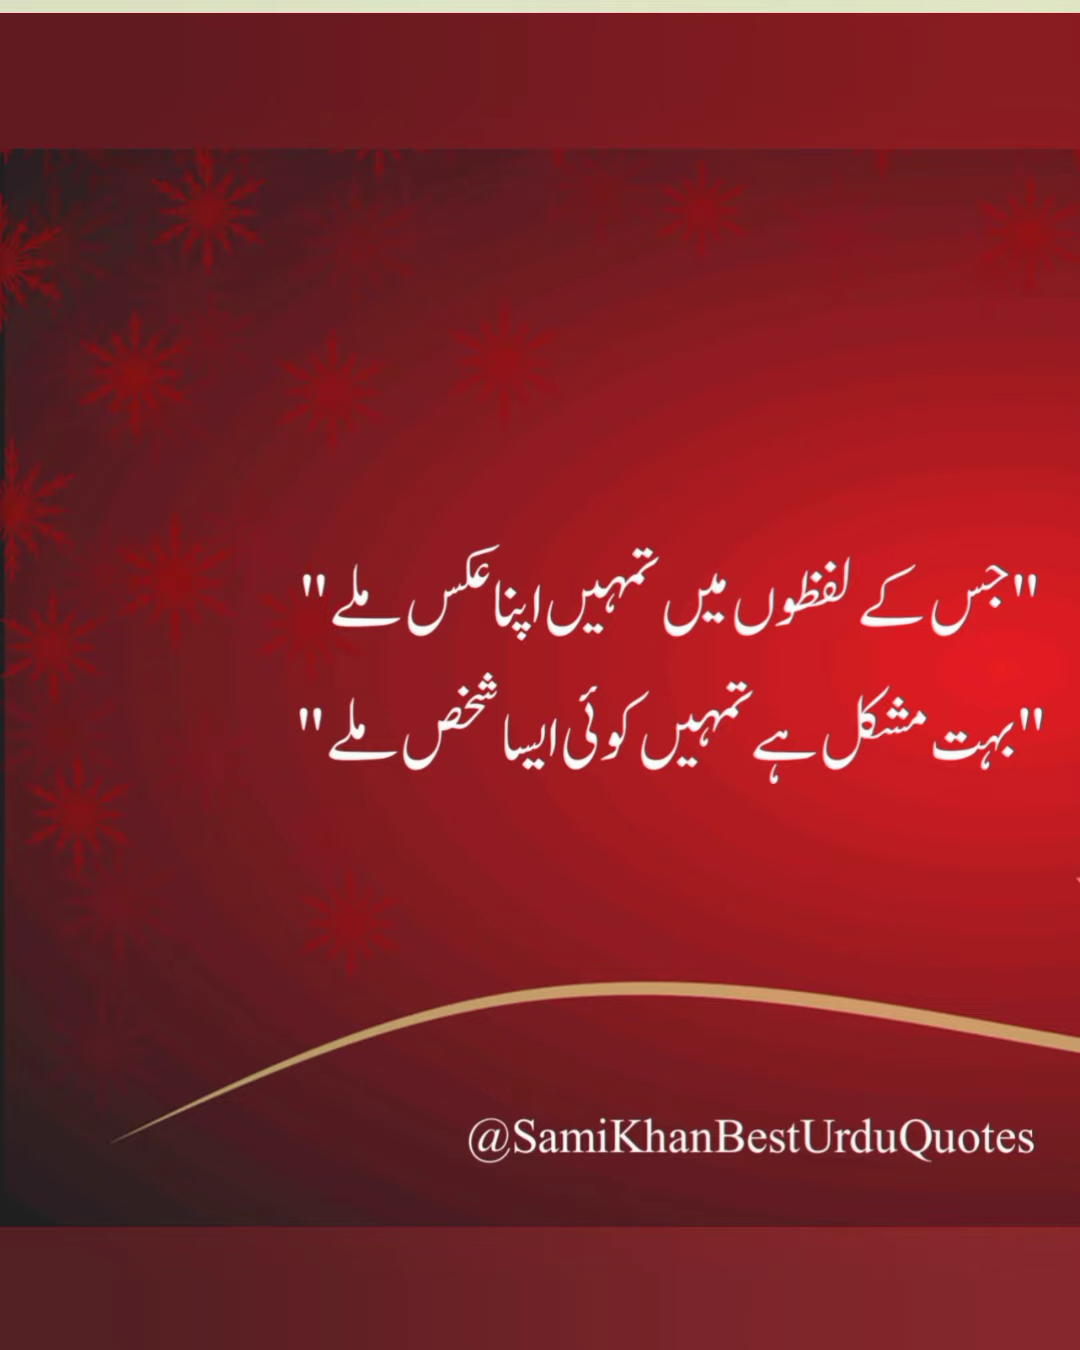 "جس کے لفظوں میں تمہیں اپنا عکس ملے"
"بہت مشکل ہے تمہیں کوئی ایسا شخص ملے"
@SamiKhanBestUrduQuotes